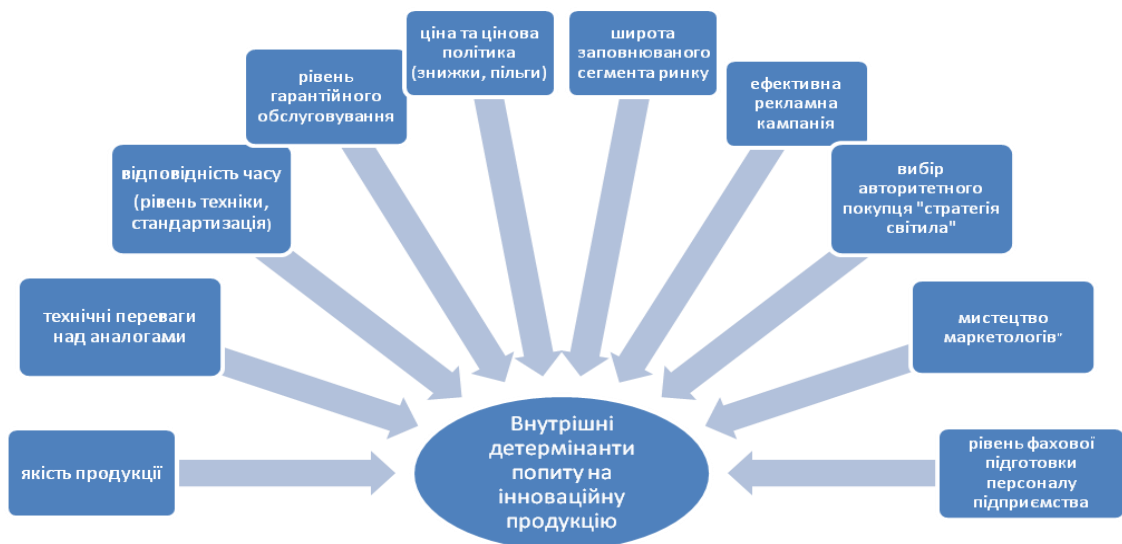 якість продукції
технічні переваги
над аналогами
відповідність часу
(рівень техніки,
стандартизація)
рівень
гарантійного
обслуговування
ціна та цінова
політика
(знижки, пільги)
широта
заповнюваного
сегмента ринку
ефективна
рекламна
кампанія
вибір
авторитетного
покупця "стратегія
світила"
мистецтво
маркетологів"
рівень фахової
підготовки
персоналу
підприємства
Внутрішні
детермінанти
попиту на
інноваційну
продукцію